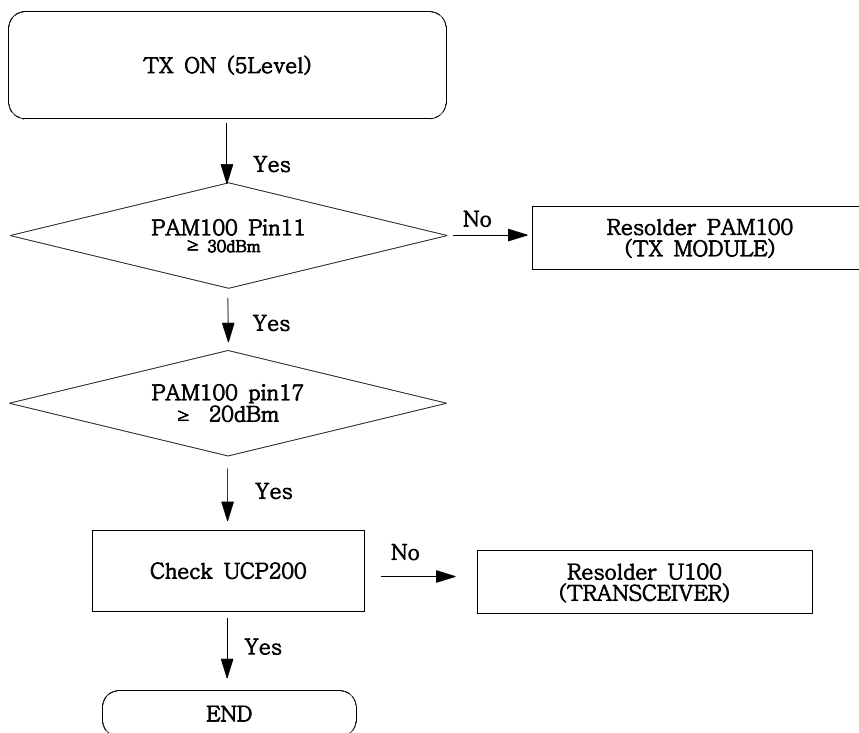 TX ON (5Level)
Yes
PAM100 Pin11
≥ 30dBm
No
Resolder PAM100
(TX MODULE)
Yes
PAM100 pin17
≥ 20dBm
Yes
Check UCP200
No
Resolder U100
(TRANSCEIVER)
Yes
END